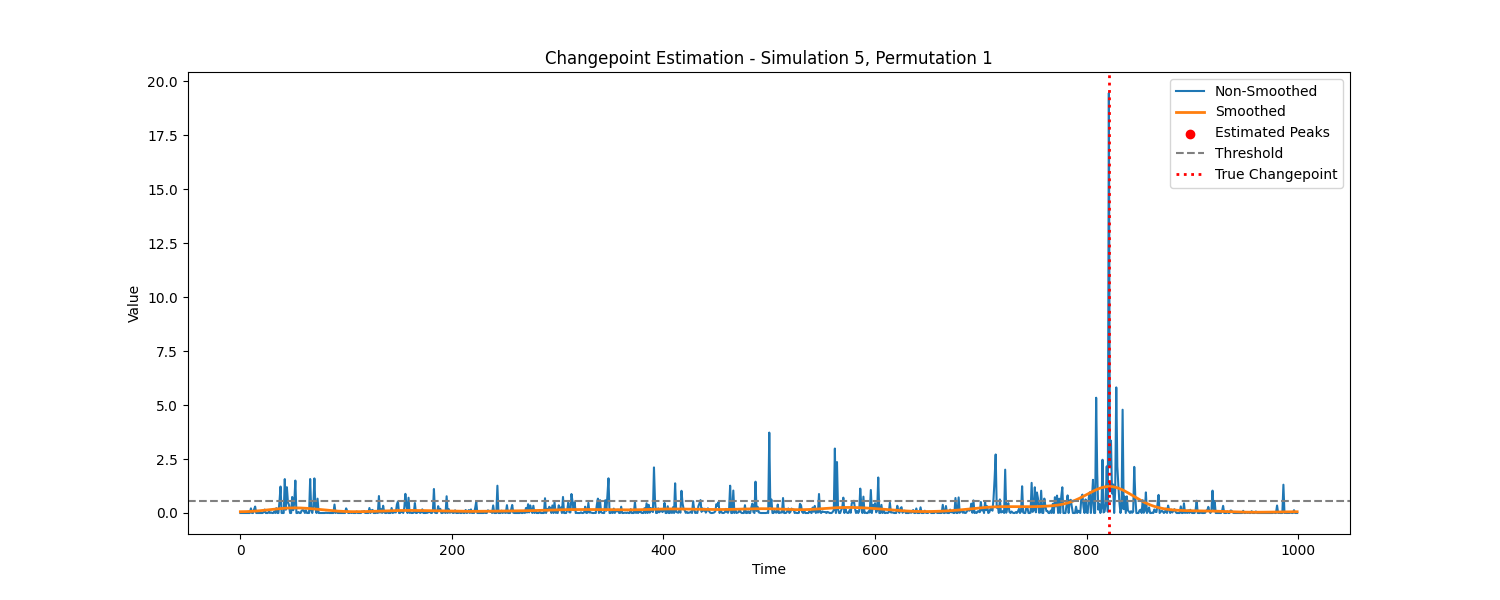 Changepoint Estimation - Simulation 5, Permutation 1
20.0
17.5
15.0
12.5
10.0
7.5
5.0
2.5
0.0
Value
Non-Smoothed
Smoothed
Estimated Peaks
Threshold
True Changepoint
0
200
400
600
800
1000
Time